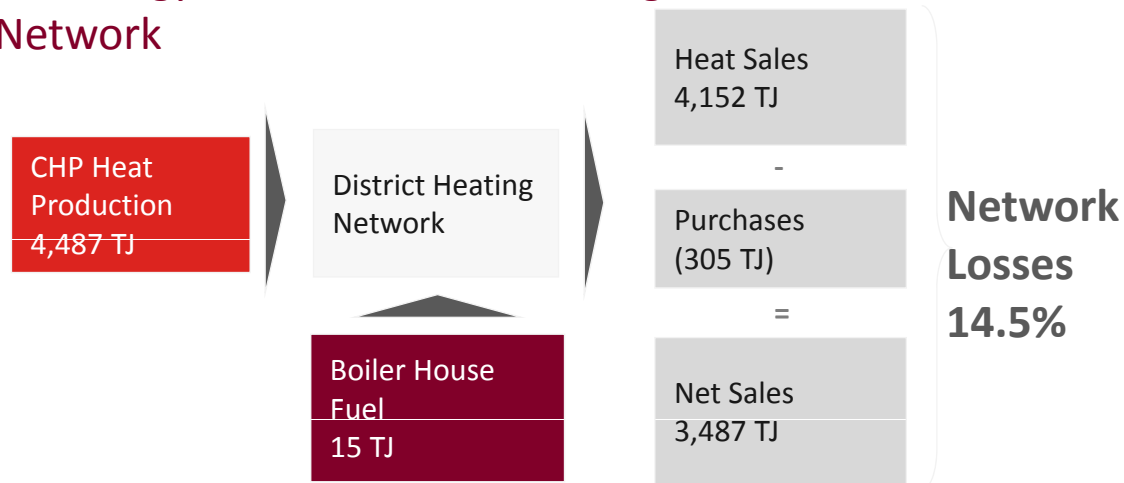 Network
CHP Heat
Production
4,487 TJ
District Heating
Network
Boiler House
Fuel
15 TJ
Heat Sales
4,152 TJ
-
Purchases
(305 TJ)
=
Net Sales
3,487 TJ
Network
Losses
14.5%